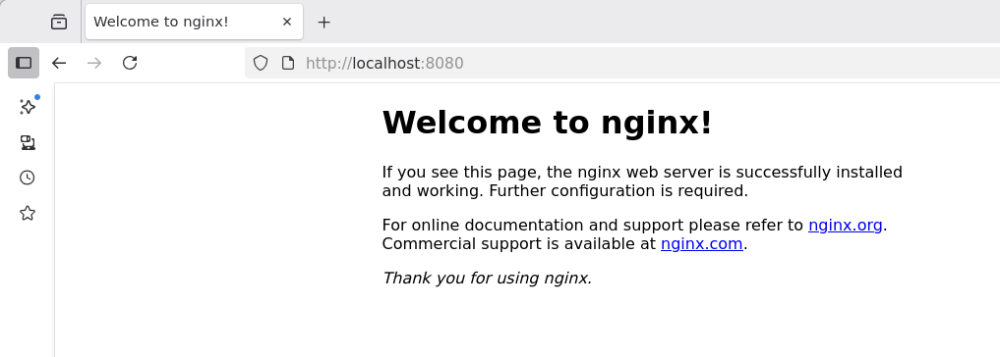 Welcome to nginx!
http://localhost:8080
Welcome to nginx!
If you see this page, the nginx web server is successfully installed
and working. Further configuration is required.
For online documentation and support please refer to nginx.org.
Commercial support is available at nginx.com.
Thank you for using nginx.